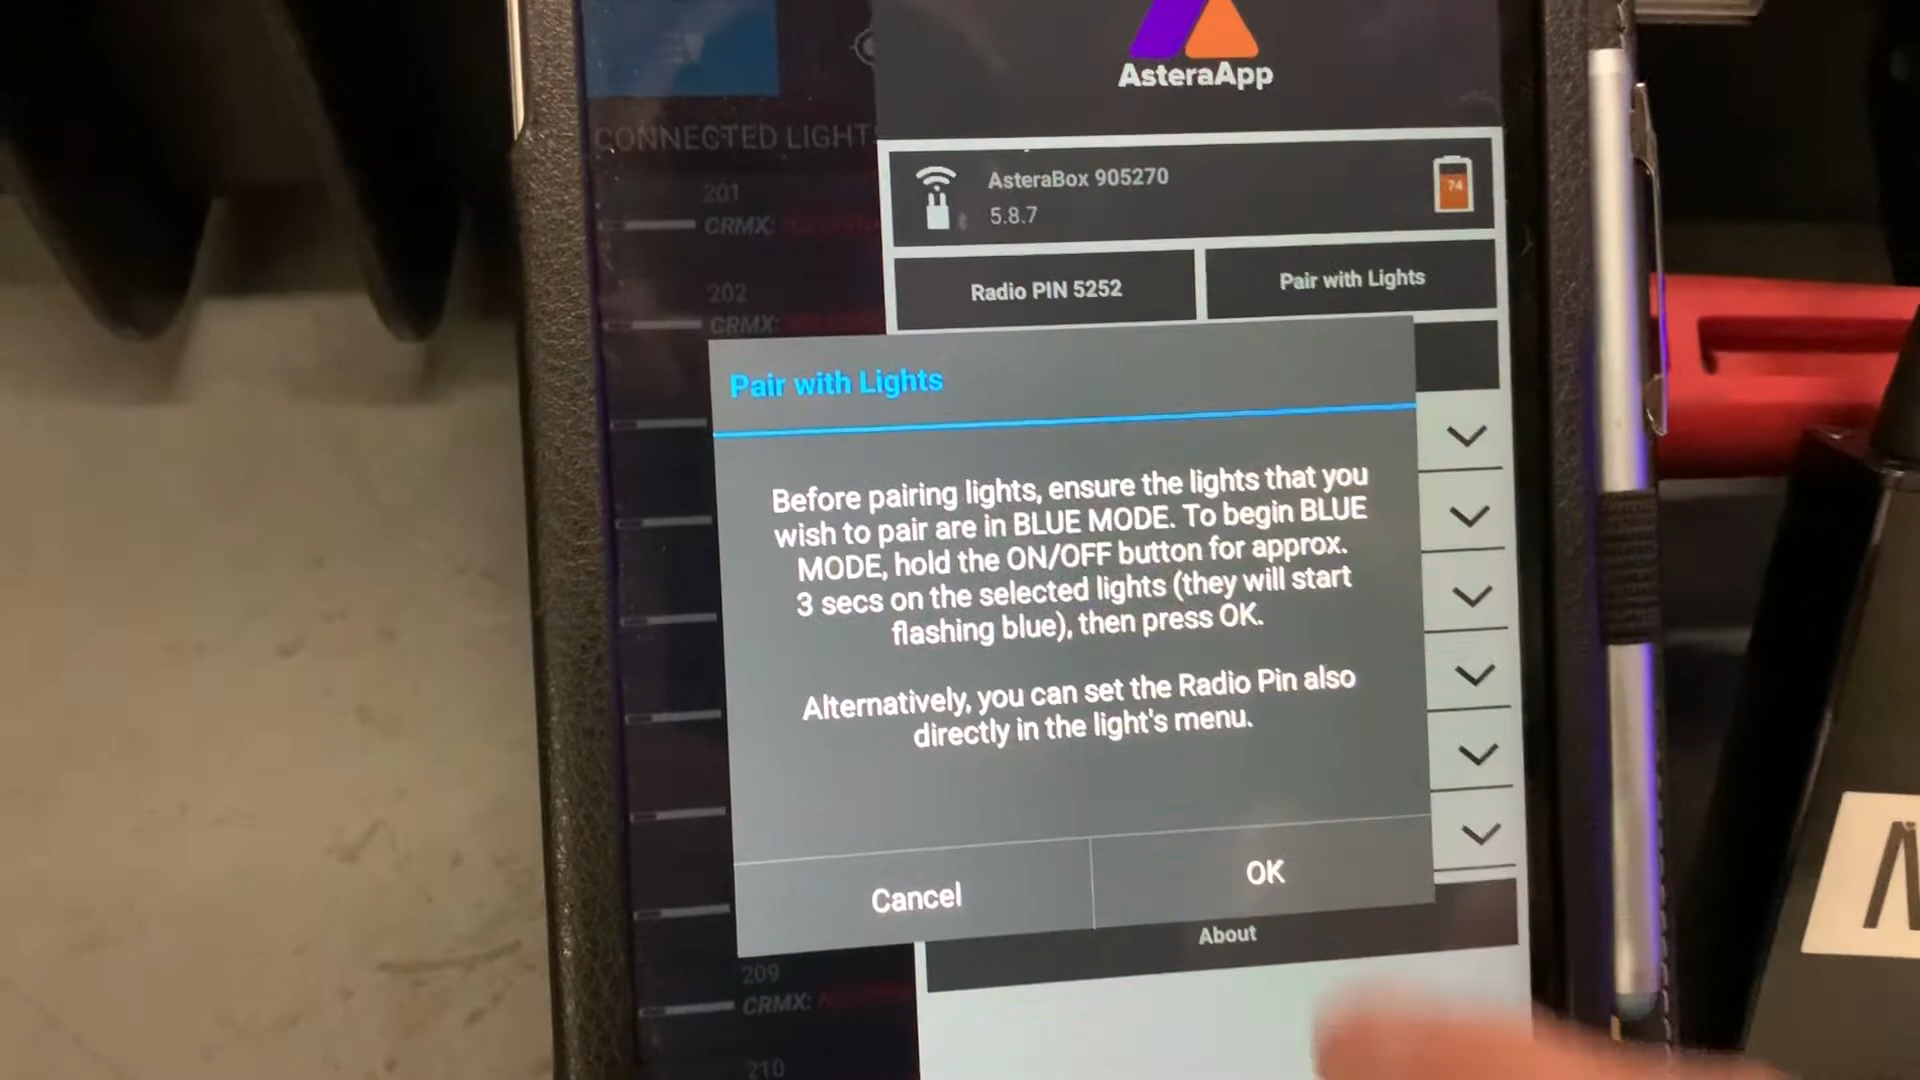 AsteraApp
CONNECTED LIGHT
AsteraBox 905270
5.8.7
74
201
CRMX:
Radio PIN 5252
Pair with Lights
202
CRMX:
Pair with Lights
Before pairing lights, ensure the lights that you
wish to pair are in BLUE MODE. To begin BLUE
MODE, hold the ON/OFF button for approx.
3 secs on the selected lights (they will start
flashing blue), then press OK.
Alternatively, you can set the Radio Pin also
directly in the light's menu.
Cancel
OK
About
209
CRMX:
210
N